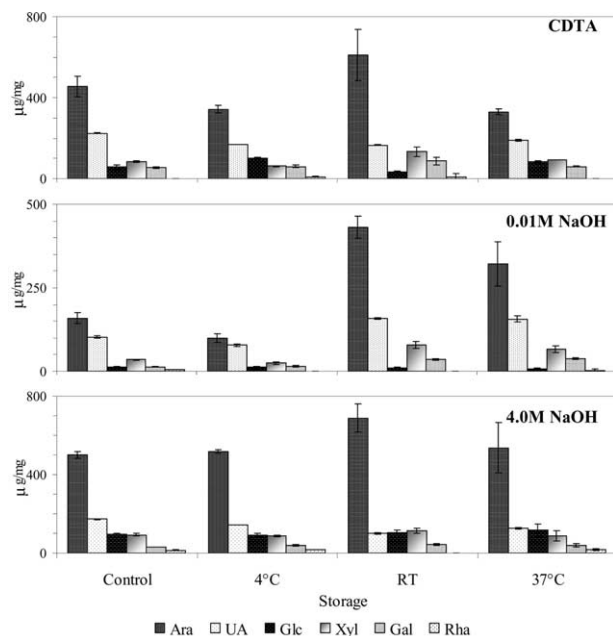 800
CDTA
400
µg/mg
0
500
0.01M NaOH
250
µg/mg
0
800
4.0M NaOH
400
µg/mg
0
Control 4°C RT 37°C
Storage
Ara UA Glc Xyl Gal Rha